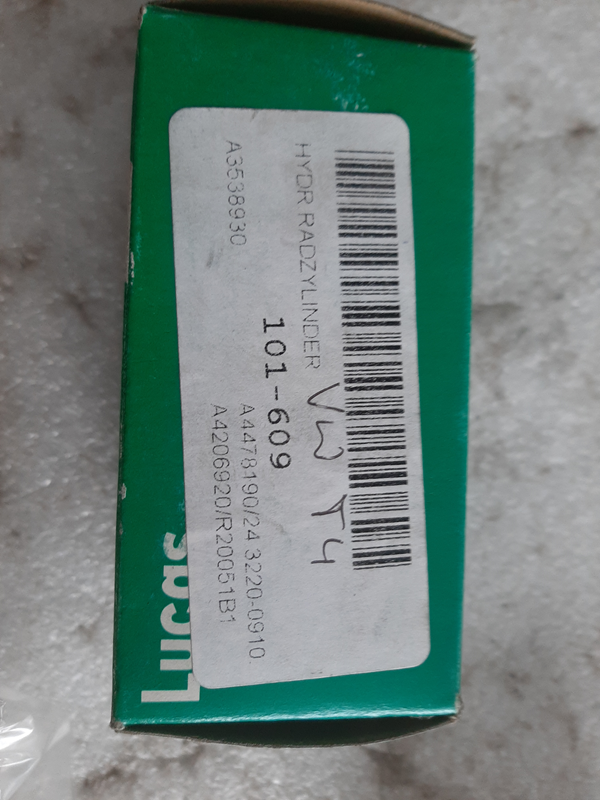 HYDR RADZYLINDER VW T4
101-609
A3538930 A4478190/24.3220-0910.
A4206920/R20051B1
Lucas